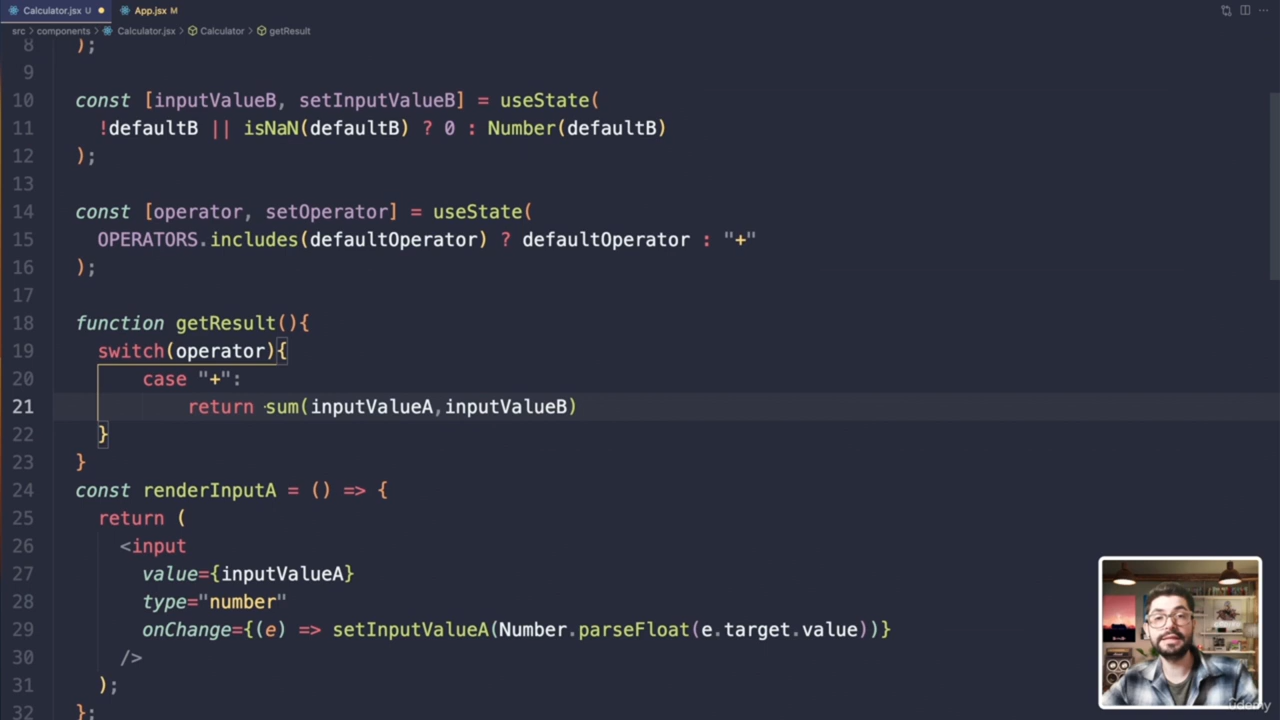 Calculator.jsx U
App.jsx M
src > components > Calculator.jsx > Calculator > getResult
8 );
9
10 const [inputValueB, setInputValueB] = useState(
11 !defaultB || isNaN(defaultB) ? 0 : Number(defaultB)
12 );
13
14 const [operator, setOperator] = useState(
15 OPERATORS.includes(defaultOperator) ? defaultOperator : "+"
16 );
17
18 function getResult(){
19 switch(operator){
20 case "+":
21 return sum(inputValueA,inputValueB)
22 }
23 }
24 const renderInputA = () => {
25 return (
26 <input
27 value={inputValueA}
28 type="number"
29 onChange={(e) => setInputValueA(Number.parseFloat(e.target.value))}
30 />
31 );
32 };
udemy